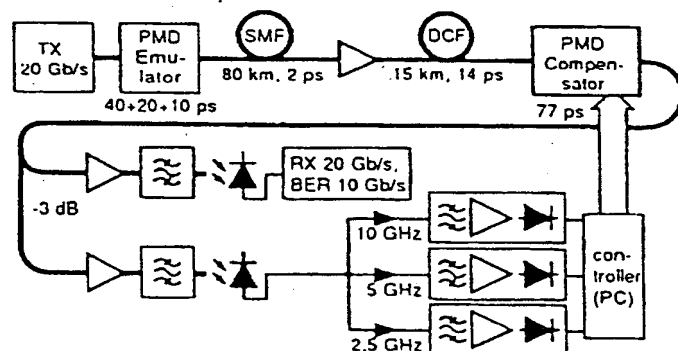 TX
20 Gb/s
PMD
Emu-
lator
SMF
DCF
PMD
Compen-
sator
40+20+10 ps
80 km, 2 ps
15 km, 14 ps
77 ps
-3 dB
RX 20 Gb/s,
BER 10 Gb/s
10 GHz
5 GHz
2.5 GHz
con-
troller
(PC)